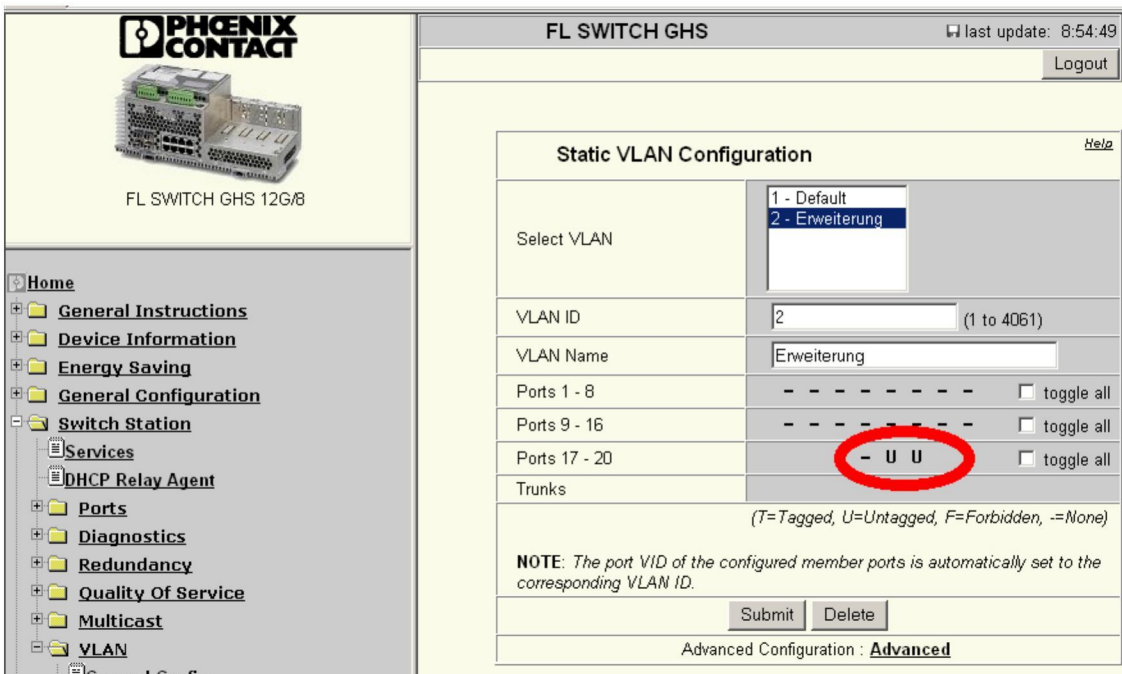 PHŒNIX
CONTACT
FL SWITCH GHS 12G/8
Home
General Instructions
Device Information
Energy Saving
General Configuration
Switch Station
Services
DHCP Relay Agent
Ports
Diagnostics
Redundancy
Quality Of Service
Multicast
VLAN
FL SWITCH GHS
last update: 8:54:49
Logout
Static VLAN Configuration
Help
Select VLAN
1 - Default
2 - Erweiterung
VLAN ID 2 (1 to 4061)
VLAN Name Erweiterung
Ports 1 - 8 - - - - - - - - toggle all
Ports 9 - 16 - - - - - - - - toggle all
Ports 17 - 20 - U U toggle all
Trunks
(T=Tagged, U=Untagged, F=Forbidden, -=None)
NOTE: The port VID of the configured member ports is automatically set to the
corresponding VLAN ID.
Submit Delete
Advanced Configuration : Advanced